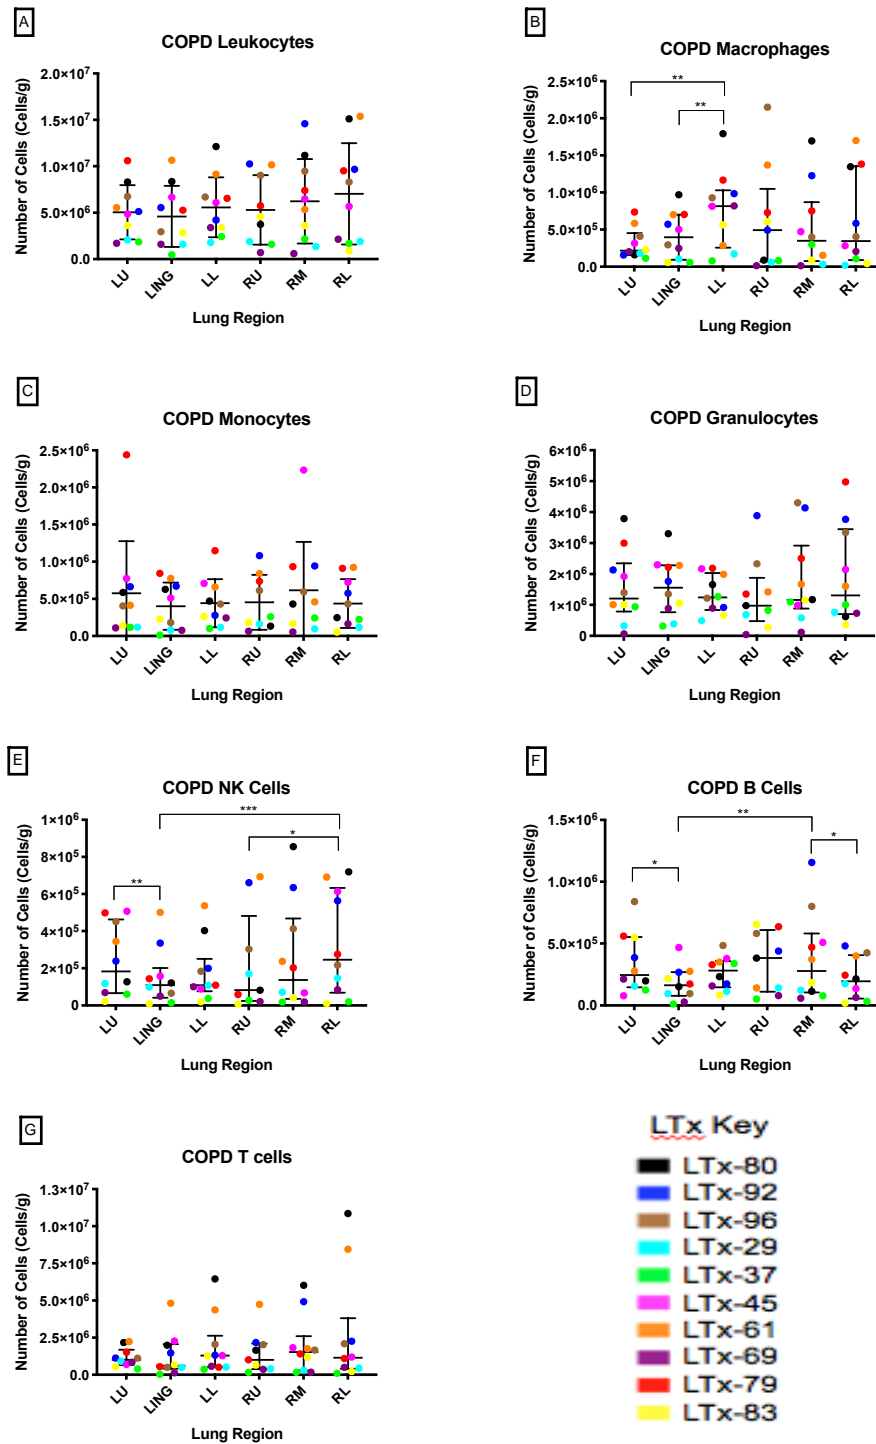 A
COPD Leukocytes
Number of Cells (Cells/g)
2.0×10⁷
1.5×10⁷
1.0×10⁷
5.0×10⁶
0.0
LU LING LL RU RM RL
Lung Region
B
COPD Macrophages
Number of Cells (Cells/g)
2.5×10⁶
2.0×10⁶
1.5×10⁶
1.0×10⁶
5.0×10⁵
0.0
** **
LU LING LL RU RM RL
Lung Region
C
COPD Monocytes
Number of Cells (Cells/g)
2.5×10⁶
2.0×10⁶
1.5×10⁶
1.0×10⁶
5.0×10⁵
0.0
LU LING LL RU RM RL
Lung Region
D
COPD Granulocytes
Number of Cells (Cells/g)
6×10⁶
5×10⁶
4×10⁶
3×10⁶
2×10⁶
1×10⁶
0
LU LING LL RU RM RL
Lung Region
E
COPD NK Cells
Number of Cells (Cells/g)
1×10⁶
8×10⁵
6×10⁵
4×10⁵
2×10⁵
0
*** * **
LU LING LL RU RM RL
Lung Region
F
COPD B Cells
Number of Cells (Cells/g)
1.5×10⁶
1.0×10⁶
5.0×10⁵
0.0
** * *
LU LING LL RU RM RL
Lung Region
G
COPD T cells
Number of Cells (Cells/g)
1.3×10⁷
1.0×10⁷
7.5×10⁶
5.0×10⁶
2.5×10⁶
0.0
LU LING LL RU RM RL
Lung Region
LTx Key
LTx-80
LTx-92
LTx-96
LTx-29
LTx-37
LTx-45
LTx-61
LTx-69
LTx-79
LTx-83